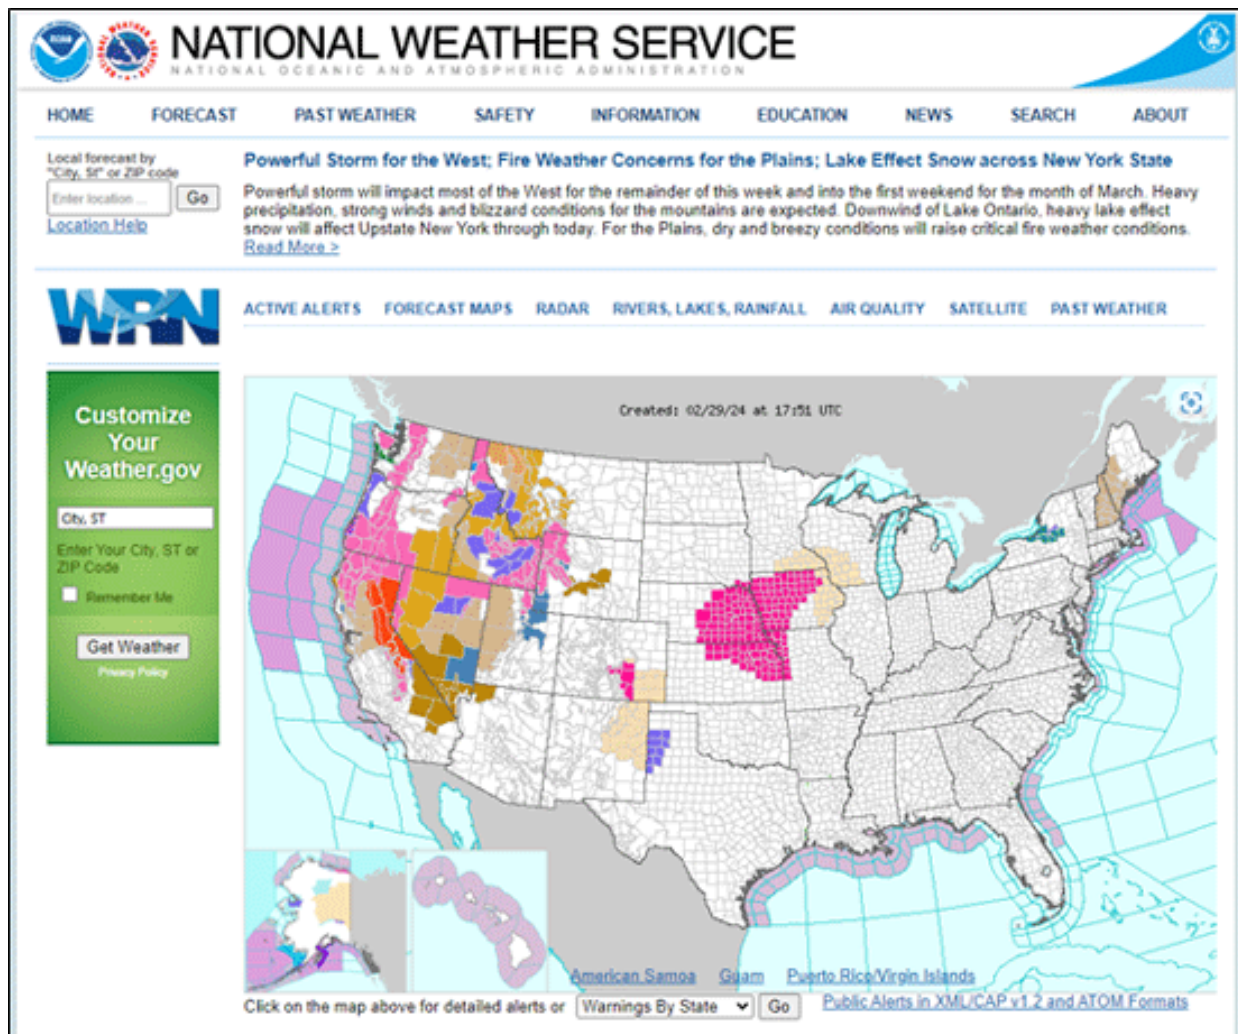 NATIONAL WEATHER SERVICE
NATIONAL OCEANIC AND ATMOSPHERIC ADMINISTRATION
HOME FORECAST PAST WEATHER SAFETY INFORMATION EDUCATION NEWS SEARCH ABOUT
Local forecast by
"City, St" or ZIP code
Enter location ... Go
Location Help
Powerful Storm for the West; Fire Weather Concerns for the Plains; Lake Effect Snow across New York State
Powerful storm will impact most of the West for the remainder of this week and into the first weekend for the month of March. Heavy
precipitation, strong winds and blizzard conditions for the mountains are expected. Downwind of Lake Ontario, heavy lake effect
snow will affect Upstate New York through today. For the Plains, dry and breezy conditions will raise critical fire weather conditions.
Read More >
WRN
ACTIVE ALERTS FORECAST MAPS RADAR RIVERS, LAKES, RAINFALL AIR QUALITY SATELLITE PAST WEATHER
Customize
Your
Weather.gov
City, ST
Enter Your City, ST or
ZIP Code
Remember Me
Get Weather
Privacy Policy
Created: 02/29/24 at 17:51 UTC
American Samoa Guam Puerto Rico/Virgin Islands
Click on the map above for detailed alerts or Warnings By State Go Public Alerts in XML/CAP v1.2 and ATOM Formats